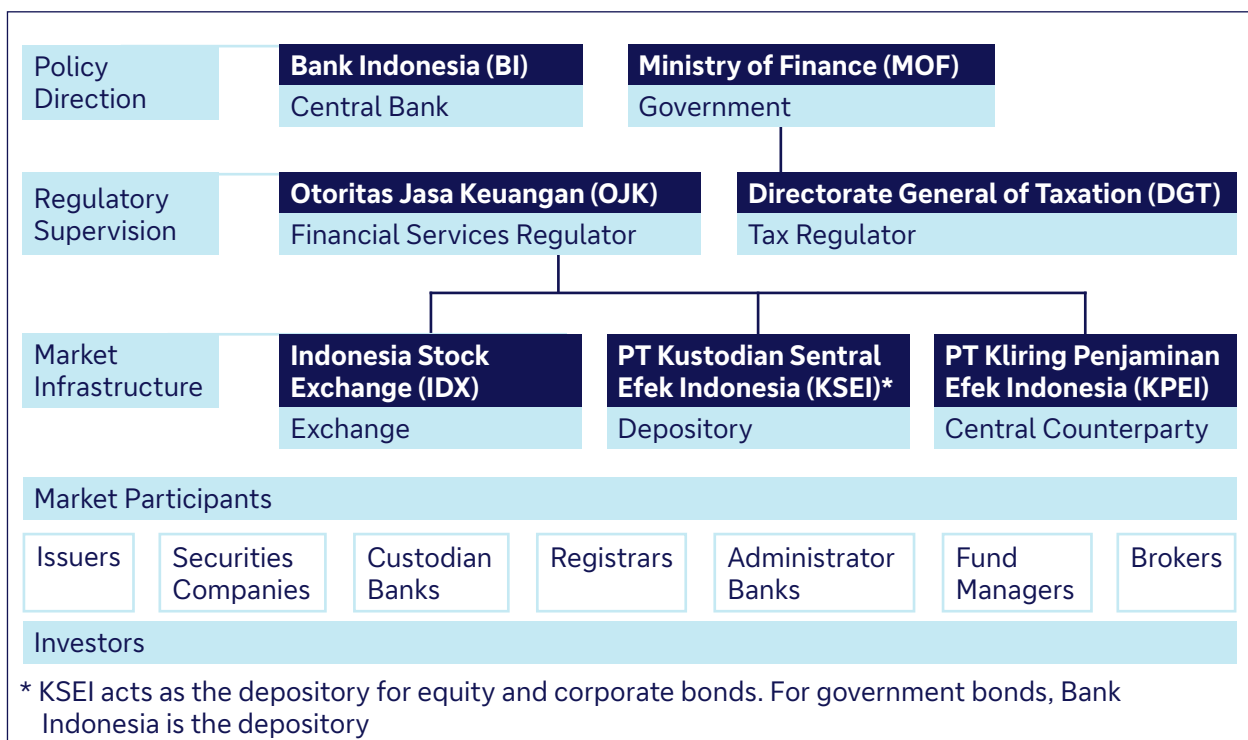 Policy
Direction
Bank Indonesia (BI)
Central Bank
Ministry of Finance (MOF)
Government
Regulatory
Supervision
Otoritas Jasa Keuangan (OJK)
Financial Services Regulator
Directorate General of Taxation (DGT)
Tax Regulator
Market
Infrastructure
Indonesia Stock
Exchange (IDX)
Exchange
PT Kustodian Sentral
Efek Indonesia (KSEI)*
Depository
PT Kliring Penjaminan
Efek Indonesia (KPEI)
Central Counterparty
Market Participants
Issuers
Securities
Companies
Custodian
Banks
Registrars
Administrator
Banks
Fund
Managers
Brokers
Investors
* KSEI acts as the depository for equity and corporate bonds. For government bonds, Bank
Indonesia is the depository